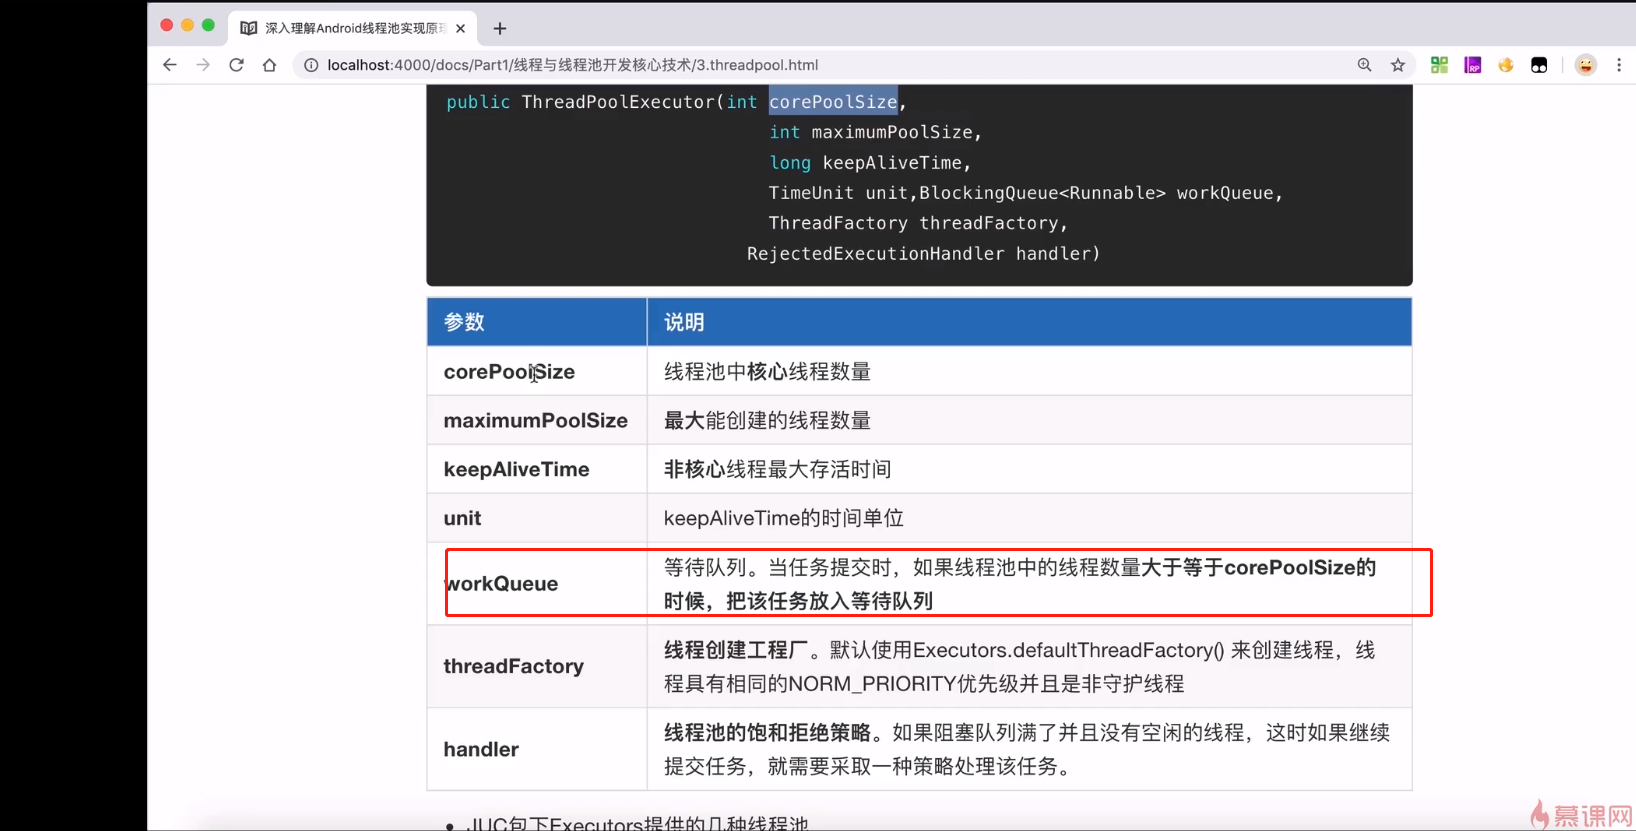 深入理解Android线程池实现原
localhost:4000/docs/Part1/线程与线程池开发核心技术/3.threadpool.html
RP
public ThreadPoolExecutor(int corePoolSize,
int maximumPoolSize,
long keepAliveTime,
TimeUnit unit,BlockingQueue<Runnable> workQueue,
ThreadFactory threadFactory,
RejectedExecutionHandler handler)
参数 说明
corePoolSize 线程池中核心线程数量
maximumPoolSize 最大能创建的线程数量
keepAliveTime 非核心线程最大存活时间
unit keepAliveTime的时间单位
workQueue 等待队列。当任务提交时，如果线程池中的线程数量大于等于corePoolSize的
时候，把该任务放入等待队列
threadFactory 线程创建工程厂。默认使用Executors.defaultThreadFactory() 来创建线程，线
程具有相同的NORM_PRIORITY优先级并且是非守护线程
handler 线程池的饱和拒绝策略。如果阻塞队列满了并且没有空闲的线程，这时如果继续
提交任务，就需要采取一种策略处理该任务。
• JUC包下Executors提供的几种线程池
慕课网